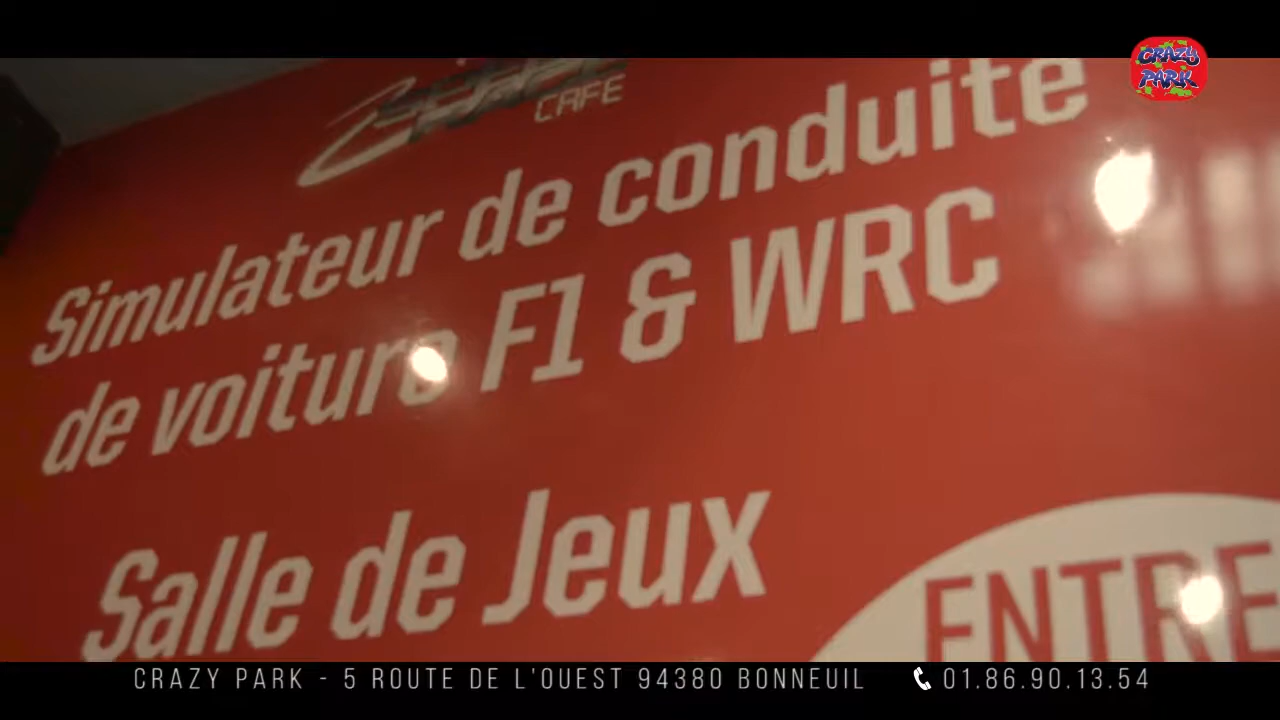 CRAZY
PARK
CAFE
Simulateur de conduite
de voiture F1 & WRC
Salle de Jeux
ENTRE
CRAZY PARK - 5 ROUTE DE L'OUEST 94380 BONNEUIL 01.86.90.13.54